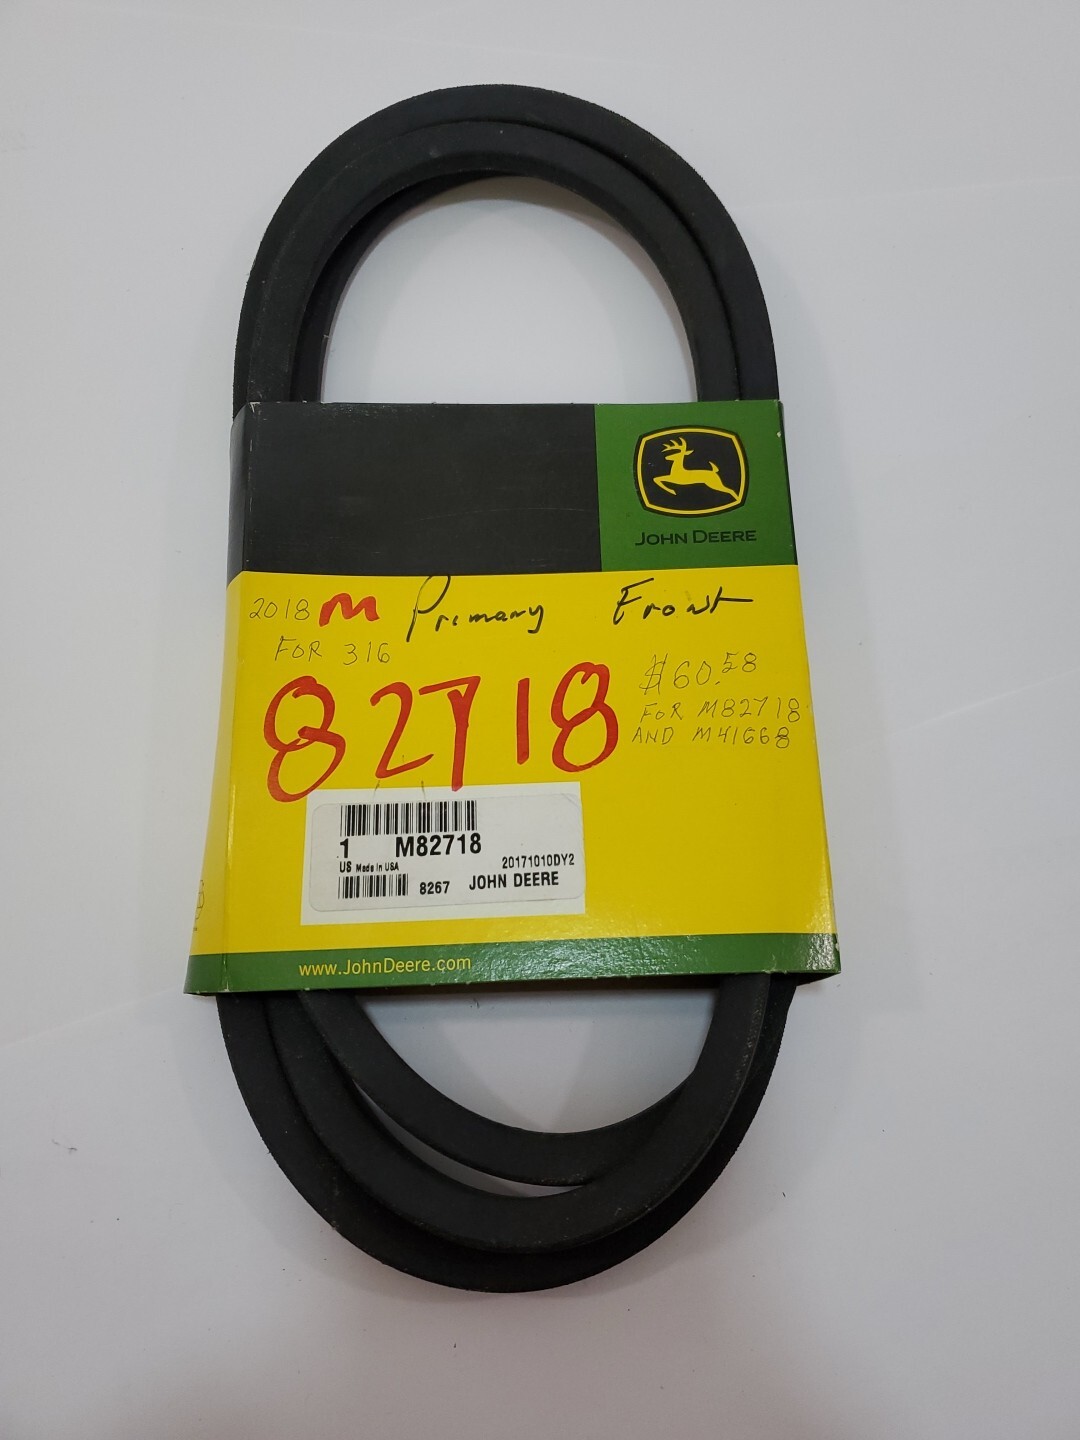 JOHN DEERE
2018 M Primary Front
FOR 316
82718
$60.58
FOR M82718
AND M41668
1 M82718
US Made in USA 20171010DY2
8267 JOHN DEERE
www.JohnDeere.com